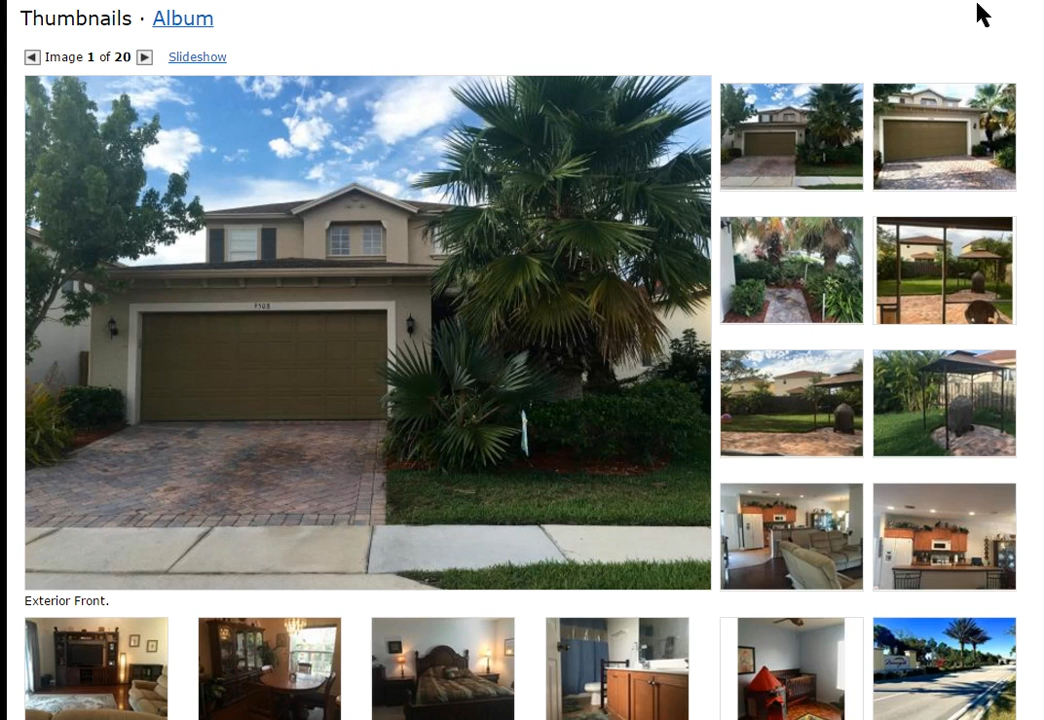 Thumbnails · Album
Image 1 of 20 Slideshow
Exterior Front.